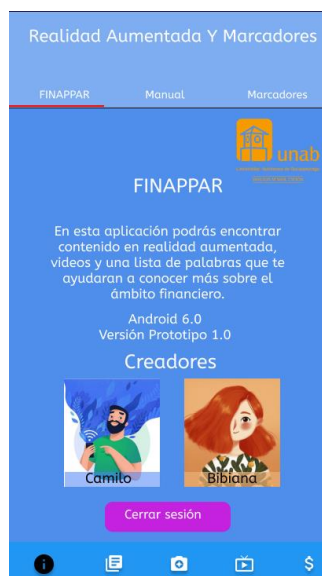 Realidad Aumentada Y Marcadores
FINAPPAR
Manual
Marcadores
unab
FINAPPAR
En esta aplicación podrás encontrar
contenido en realidad aumentada,
videos y una lista de palabras que te
ayudaran a conocer más sobre el
ámbito financiero.
Android 6.0
Versión Prototipo 1.0
Creadores
Camilo
Bibiana
Cerrar sesión